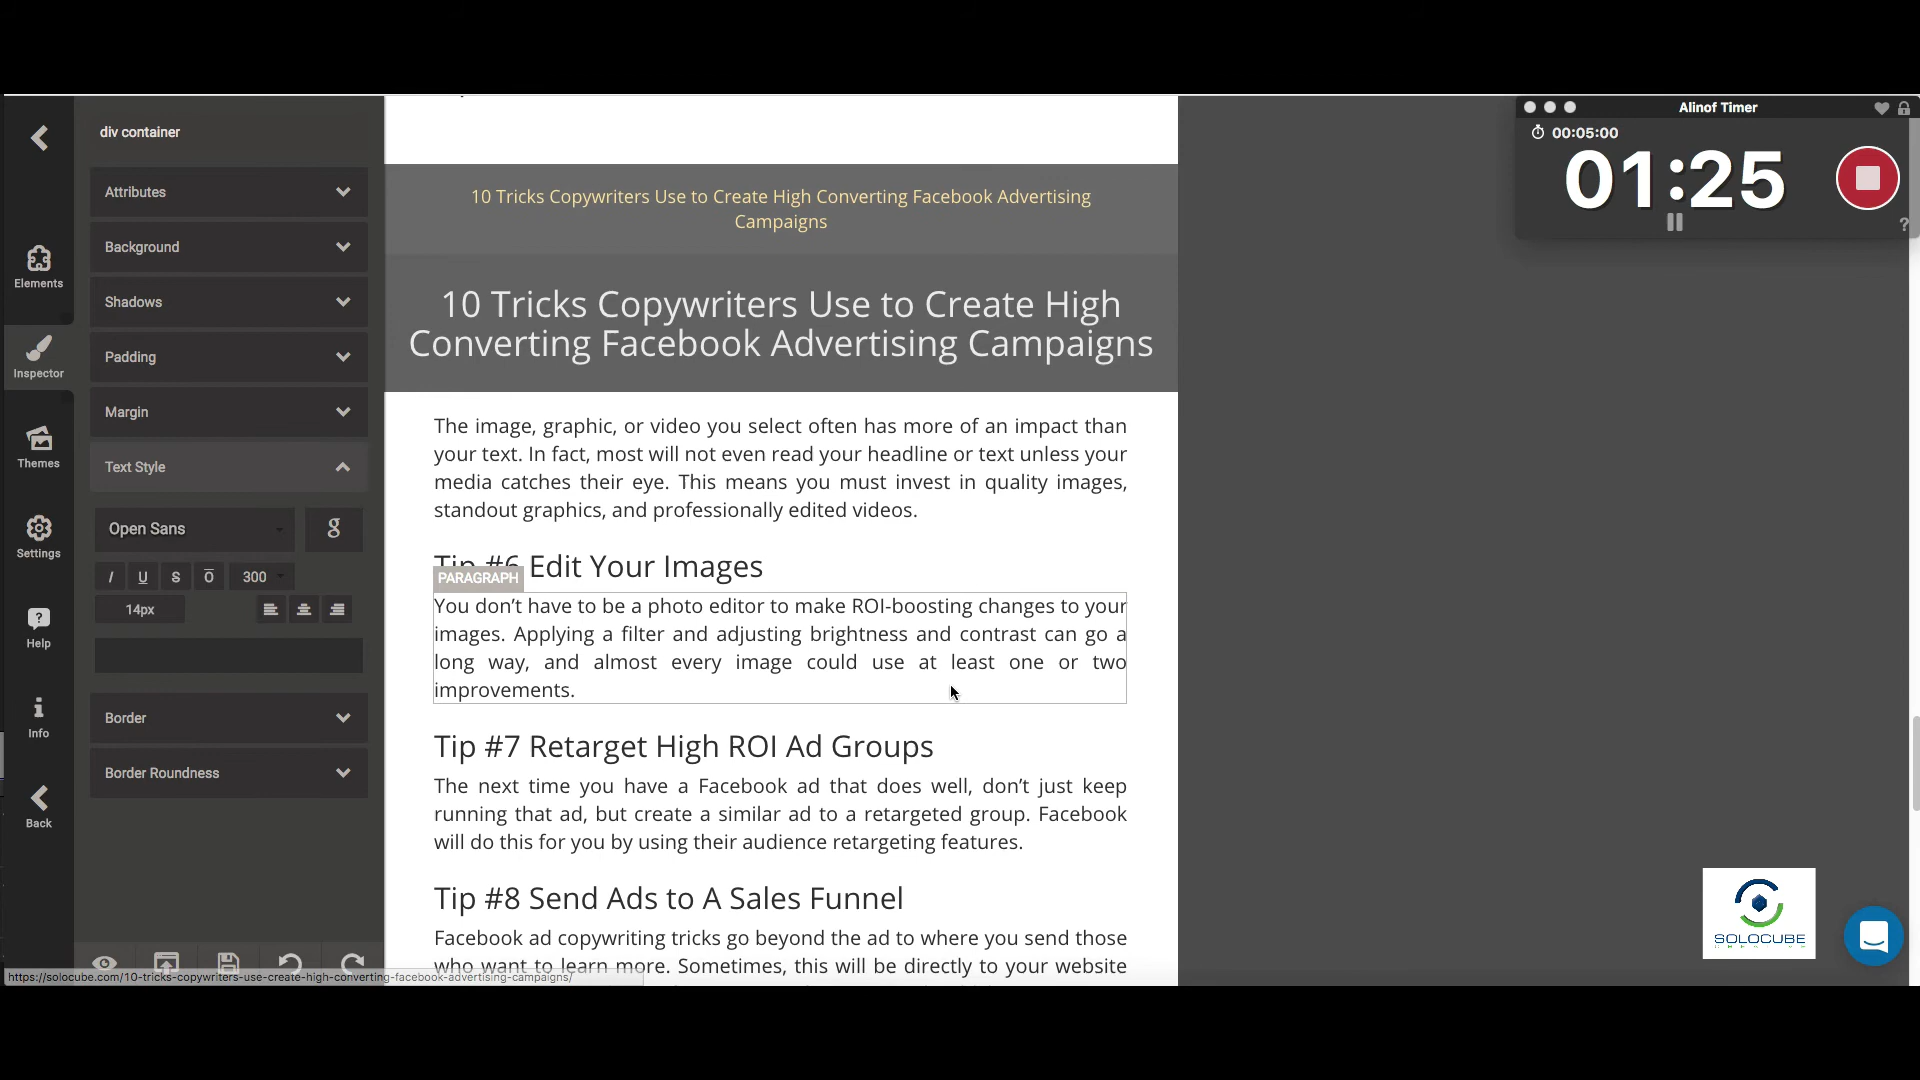 div container
Attributes
Background
Shadows
Padding
Margin
Text Style
Open Sans
g
I U S O 300
14px
Border
Border Roundness
Elements
Inspector
Themes
Settings
Help
Info
Back
10 Tricks Copywriters Use to Create High Converting Facebook Advertising
Campaigns
10 Tricks Copywriters Use to Create High
Converting Facebook Advertising Campaigns
The image, graphic, or video you select often has more of an impact than
your text. In fact, most will not even read your headline or text unless your
media catches their eye. This means you must invest in quality images,
standout graphics, and professionally edited videos.
Tip #6 Edit Your Images
PARAGRAPH
You don’t have to be a photo editor to make ROI-boosting changes to your
images. Applying a filter and adjusting brightness and contrast can go a
long way, and almost every image could use at least one or two
improvements.
Tip #7 Retarget High ROI Ad Groups
The next time you have a Facebook ad that does well, don’t just keep
running that ad, but create a similar ad to a retargeted group. Facebook
will do this for you by using their audience retargeting features.
Tip #8 Send Ads to A Sales Funnel
Facebook ad copywriting tricks go beyond the ad to where you send those
who want to learn more. Sometimes, this will be directly to your website
https://solocube.com/10-tricks-copywriters-use-create-high-converting-facebook-advertising-campaigns/
Alinof Timer
00:05:00
01:25
?
SOLOCUBE
CREATIVE